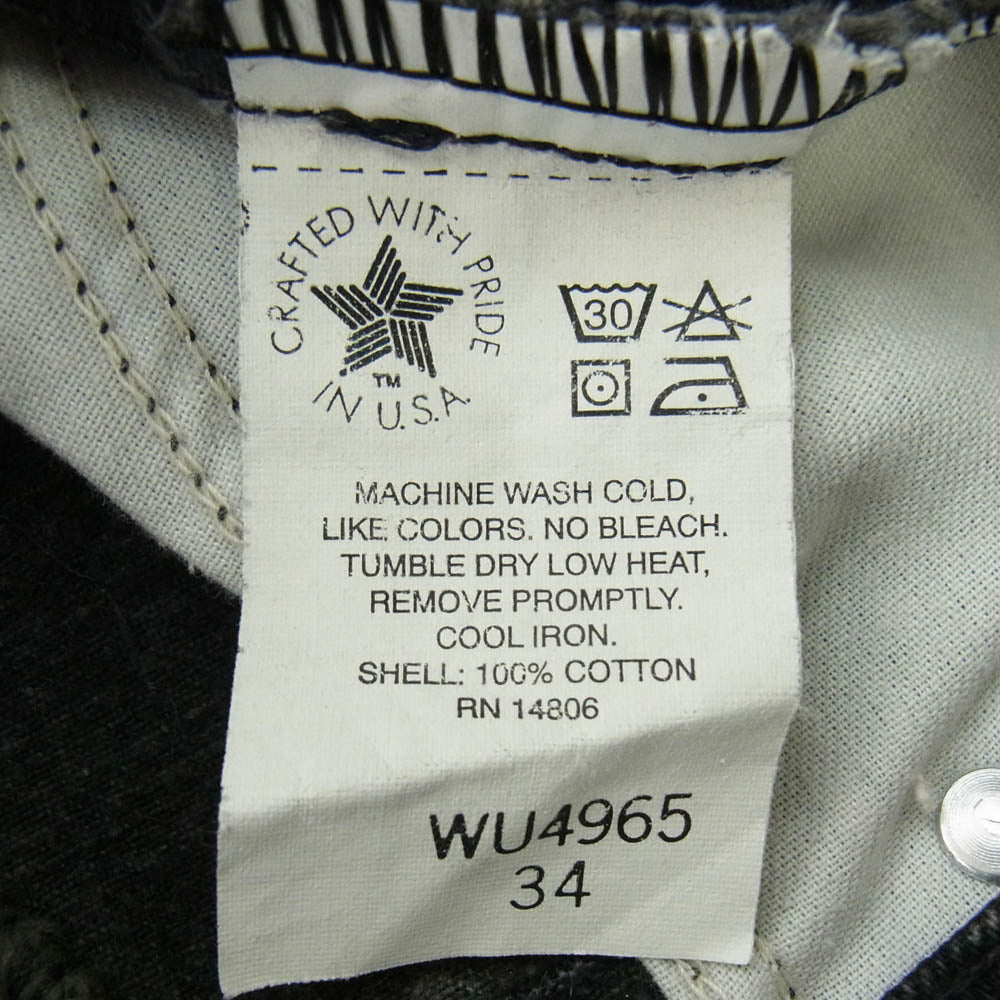 CRAFTED WITH PRIDE
TM
IN U.S.A.
30
MACHINE WASH COLD,
LIKE COLORS. NO BLEACH.
TUMBLE DRY LOW HEAT,
REMOVE PROMPTLY.
COOL IRON.
SHELL: 100% COTTON
RN 14806
WU4965
34